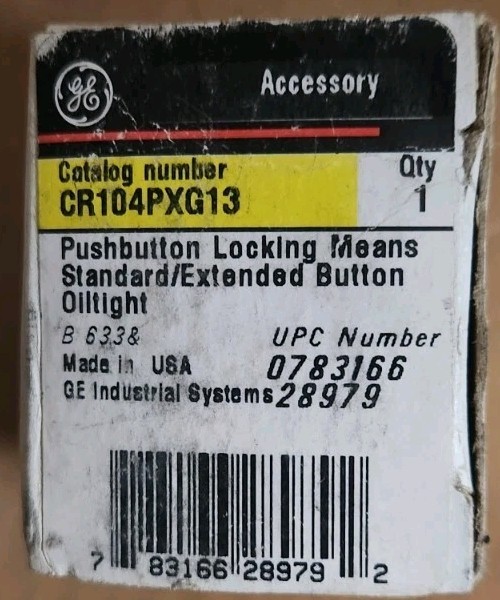 GE
Accessory
Catalog number
CR104PXG13
Qty
1
Pushbutton Locking Means
Standard/Extended Button
Oiltight
B 633&
UPC Number
Made in USA
0783166
GE Industrial Systems
28979
7 83166 28979 2